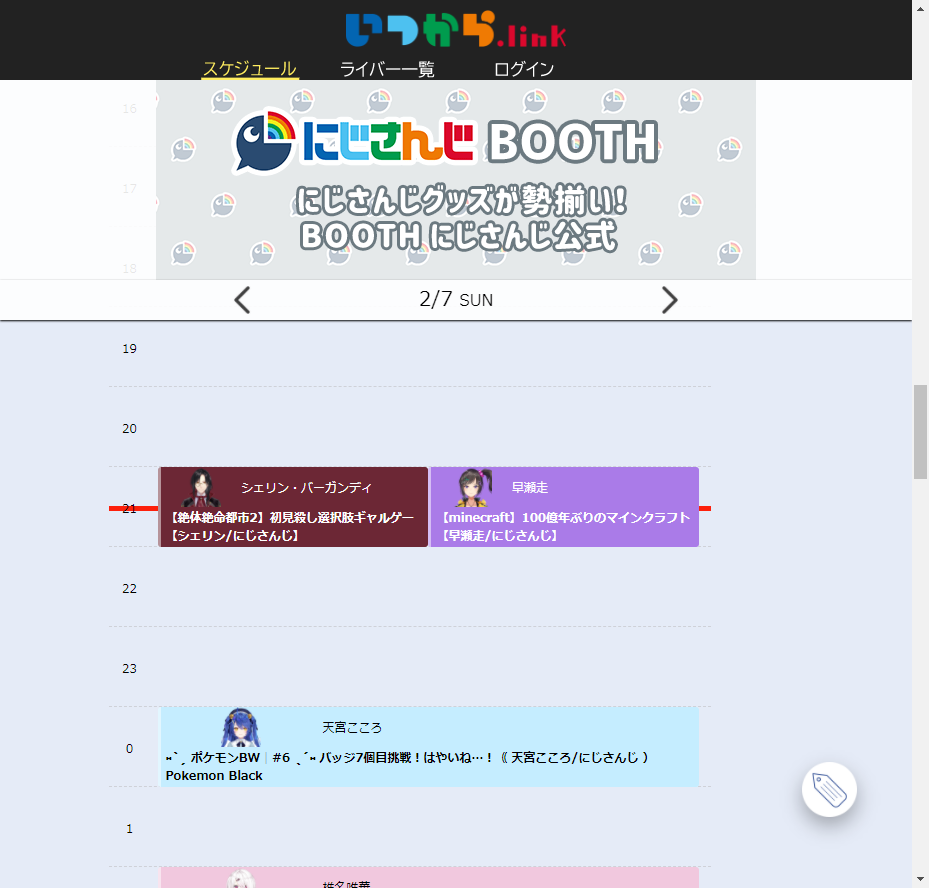 いつから.link
スケジュール
ライバー一覧
ログイン
16
17
18
にじさんじ BOOTH
にじさんじグッズが勢揃い!
BOOTH にじさんじ公式
2/7 SUN
19
20
21
シェリン・バーガンディ
【絶体絶命都市2】初見殺し選択肢ギャルゲー
【シェリン/にじさんじ】
早瀬走
【minecraft】100億年ぶりのマインクラフト
【早瀬走/にじさんじ】
22
23
0
天宮こころ
⑅˵ˏ ポケモンBW｜#6 ˎˊ˗⑅ バッジ7個目挑戦！はやいね…！《 天宮こころ/にじさんじ 》
Pokemon Black
1
椎名唯華